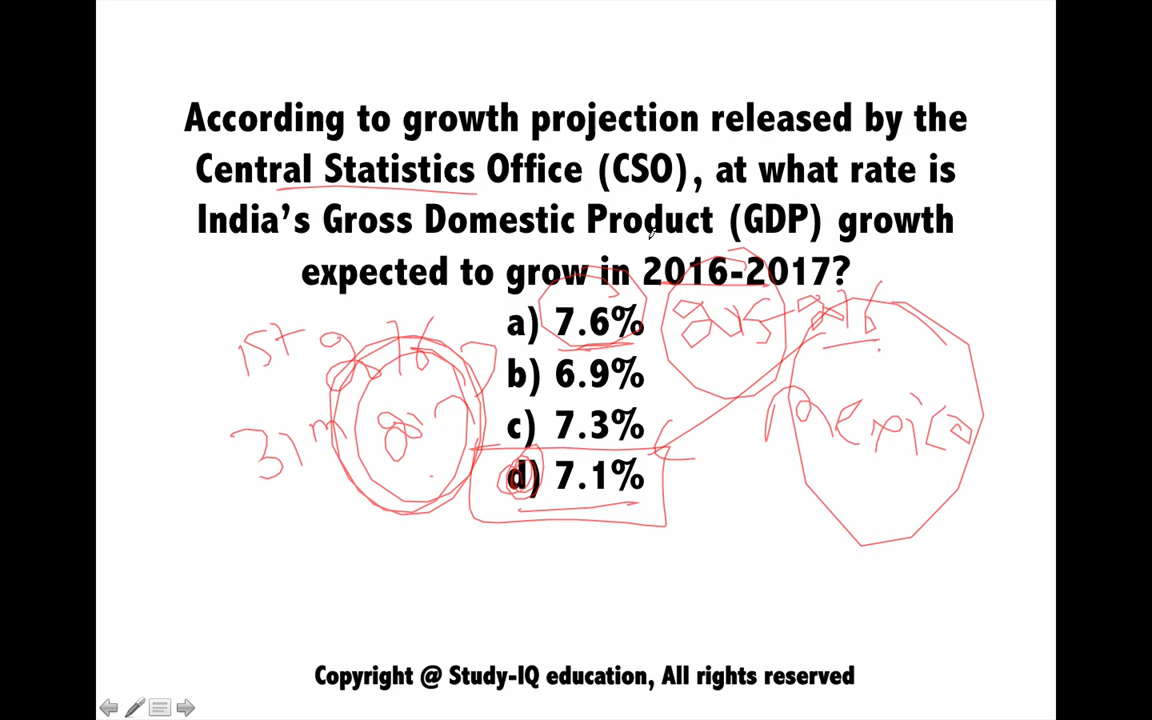 According to growth projection released by the
Central Statistics Office (CSO), at what rate is
India's Gross Domestic Product (GDP) growth
expected to grow in 2016-2017?
a) 7.6%
b) 6.9%
c) 7.3%
d) 7.1%
mexico
Copyright @ Study-IQ education, All rights reserved